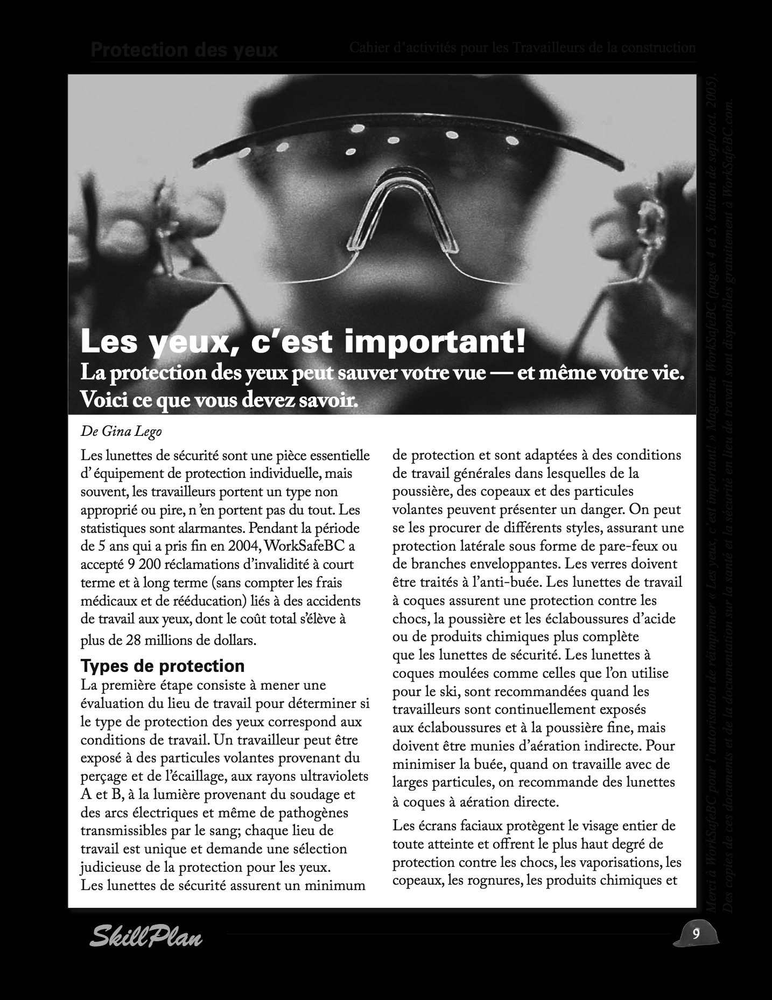 Protection des yeux
Cahier d'activités pour les Travailleurs de la construction
Les yeux, c'est important!
La protection des yeux peut sauver votre vue — et même votre vie.
Voici ce que vous devez savoir.
De Gina Lego
Les lunettes de sécurité sont une pièce essentielle
d' équipement de protection individuelle, mais
souvent, les travailleurs portent un type non
approprié ou pire, n 'en portent pas du tout. Les
statistiques sont alarmantes. Pendant la période
de 5 ans qui a pris fin en 2004, WorkSafeBC a
accepté 9 200 réclamations d'invalidité à court
terme et à long terme (sans compter les frais
médicaux et de rééducation) liés à des accidents
de travail aux yeux, dont le coût total s'élève à
plus de 28 millions de dollars.
Types de protection
La première étape consiste à mener une
évaluation du lieu de travail pour déterminer si
le type de protection des yeux correspond aux
conditions de travail. Un travailleur peut être
exposé à des particules volantes provenant du
perçage et de l'écaillage, aux rayons ultraviolets
A et B, à la lumière provenant du soudage et
des arcs électriques et même de pathogènes
transmissibles par le sang; chaque lieu de
travail est unique et demande une sélection
judicieuse de la protection pour les yeux.
Les lunettes de sécurité assurent un minimum
de protection et sont adaptées à des conditions
de travail générales dans lesquelles de la
poussière, des copeaux et des particules
volantes peuvent présenter un danger. On peut
se les procurer de différents styles, assurant une
protection latérale sous forme de pare-feux ou
de branches enveloppantes. Les verres doivent
être traités à l'anti-buée. Les lunettes de travail
à coques assurent une protection contre les
chocs, la poussière et les éclaboussures d'acide
ou de produits chimiques plus complète
que les lunettes de sécurité. Les lunettes à
coques moulées comme celles que l'on utilise
pour le ski, sont recommandées quand les
travailleurs sont continuellement exposés
aux éclaboussures et à la poussière fine, mais
doivent être munies d'aération indirecte. Pour
minimiser la buée, quand on travaille avec de
larges particules, on recommande des lunettes
à coques à aération directe.
Les écrans faciaux protègent le visage entier de
toute atteinte et offrent le plus haut degré de
protection contre les chocs, les vaporisations, les
copeaux, les rognures, les produits chimiques et
Merci à WorkSafeBC pour l'autorisation de réimprimer « Les yeux, c'est important! » Magazine WorkSafeBC (pages 4 et 5, édition de sept./oct. 2005).
Des copies de ces documents et de la documentation sur la santé et la sécurité en lieu de travail sont disponibles gratuitement à WorkSafeBC.com.
SkillPlan
9